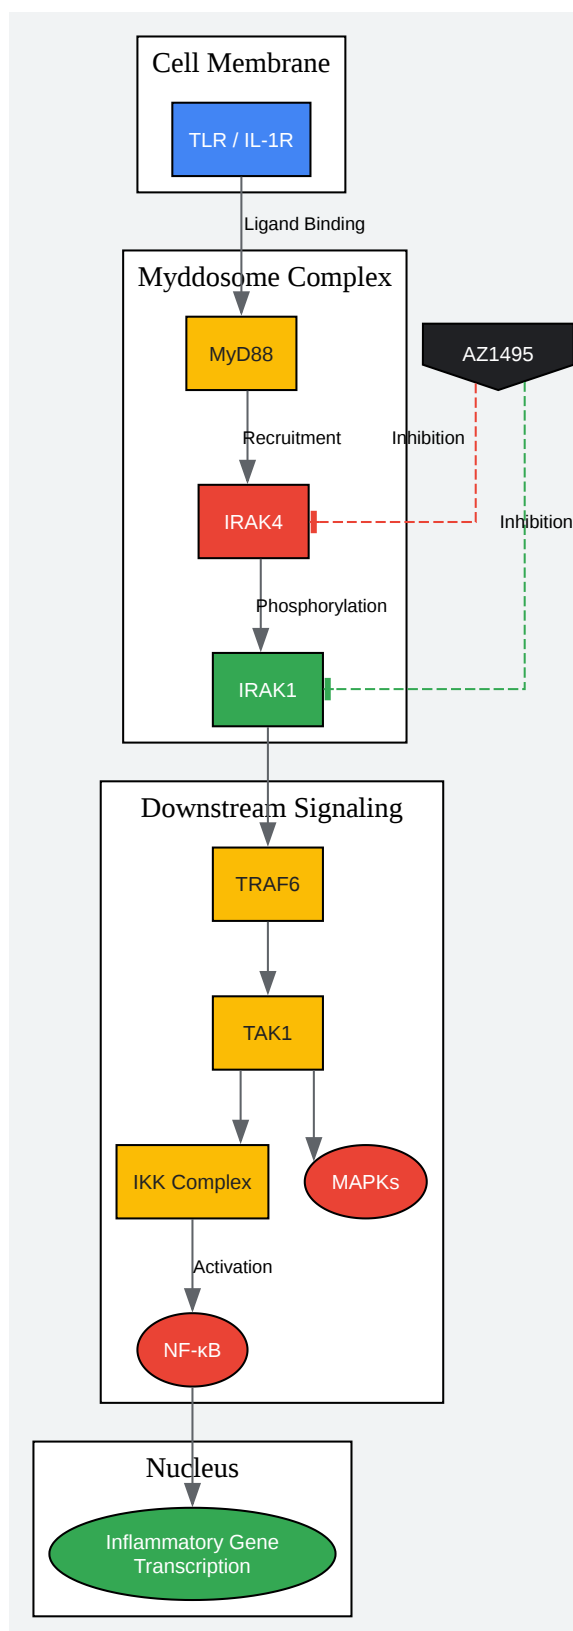 Cell Membrane
TLR / IL-1R
Ligand Binding
Myddosome Complex
MyD88
AZ1495
Recruitment
Inhibition
IRAK4
Inhibition
Phosphorylation
IRAK1
Downstream Signaling
TRAF6
TAK1
IKK Complex
MAPKs
Activation
NF-κB
Nucleus
Inflammatory Gene
Transcription